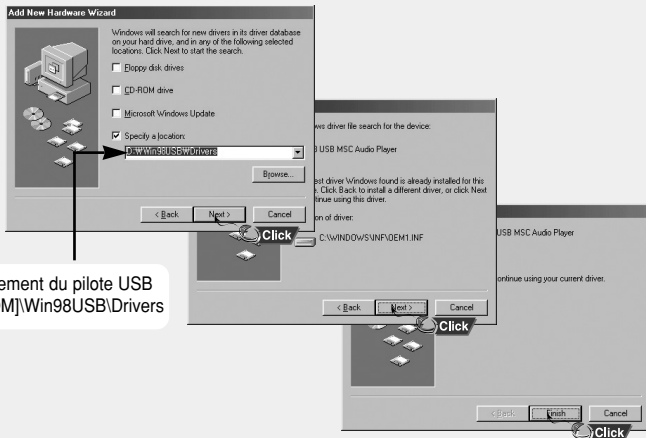 Add New Hardware Wizard
Windows will search for new drivers in its driver database
on your hard drive, and in any of the following selected
locations. Click Next to start the search.
Floppy disk drives
CD-ROM drive
Microsoft Windows Update
Specify a location:
D:₩Win98USB₩Drivers
Browse...
< Back
Next >
Cancel
Click
ement du pilote USB
M]\Win98USB\Drivers
ws driver file search for the device:
USB MSC Audio Player
est driver Windows found is already installed for this
Click Back to install a different driver, or click Next
tinue using this driver.
on of driver:
C:\WINDOWS\INF\OEM1.INF
< Back
Next >
Cancel
Click
USB MSC Audio Player
ontinue using your current driver.
< Back
Finish
Cancel
Click